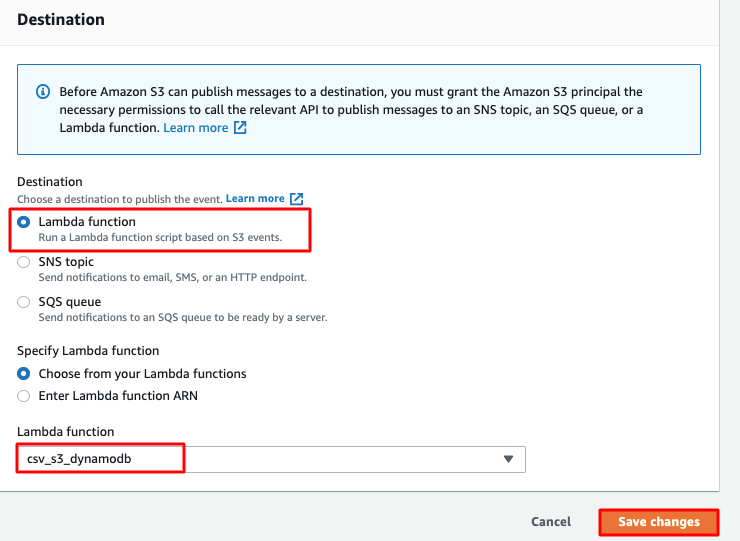 Destination
Before Amazon S3 can publish messages to a destination, you must grant the Amazon S3 principal the
necessary permissions to call the relevant API to publish messages to an SNS topic, an SQS queue, or a
Lambda function. Learn more
Destination
Choose a destination to publish the event. Learn more
Lambda function
Run a Lambda function script based on S3 events.
SNS topic
Send notifications to email, SMS, or an HTTP endpoint.
SQS queue
Send notifications to an SQS queue to be ready by a server.
Specify Lambda function
Choose from your Lambda functions
Enter Lambda function ARN
Lambda function
csv_s3_dynamodb
Cancel Save changes